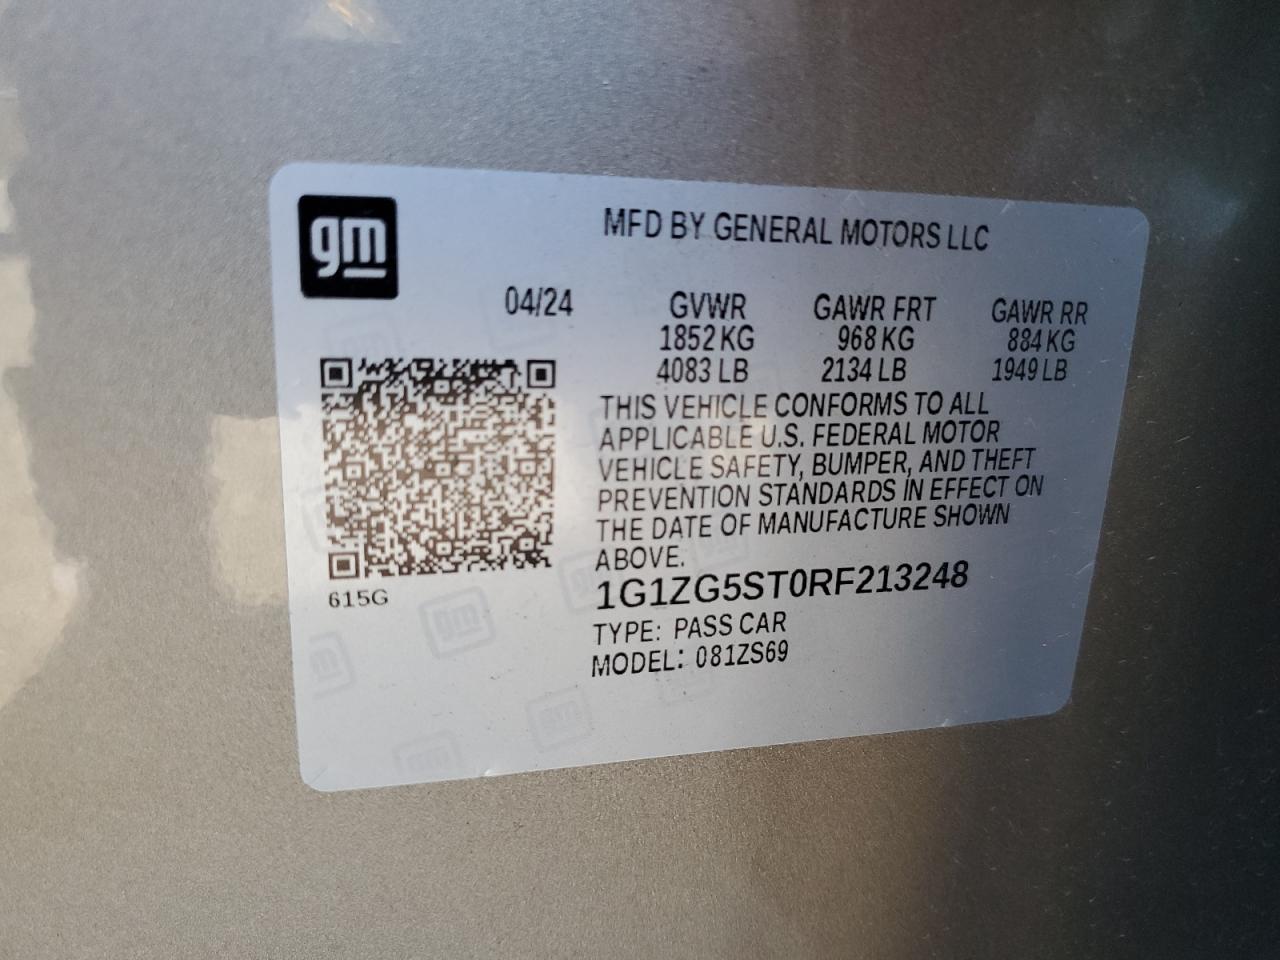 gm
MFD BY GENERAL MOTORS LLC
04/24 GVWR GAWR FRT GAWR RR
1852 KG 968 KG 884 KG
4083 LB 2134 LB 1949 LB
THIS VEHICLE CONFORMS TO ALL
APPLICABLE U.S. FEDERAL MOTOR
VEHICLE SAFETY, BUMPER, AND THEFT
PREVENTION STANDARDS IN EFFECT ON
THE DATE OF MANUFACTURE SHOWN
ABOVE.
615G
1G1ZG5ST0RF213248
TYPE: PASS CAR
MODEL: 081ZS69